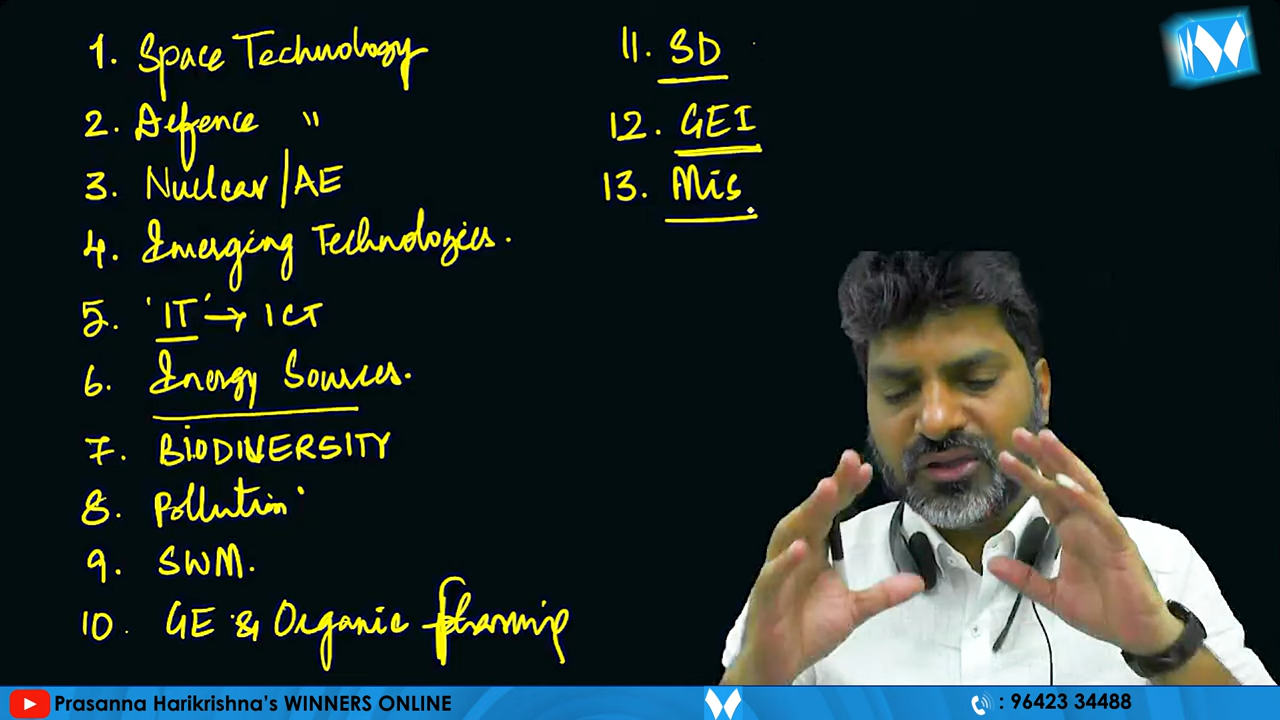 1. Space Technology
2. Defence "
3. Nuclear/AE
4. Emerging Technologies.
5. 'IT' → ICT
6. Energy Sources.
7. BIODIVERSITY
8. Pollution
9. SWM.
10. GE & Organic
11. SD
12. GEI
13. Mis
W
Prasanna Harikrishna's WINNERS ONLINE
W
: 96423 34488